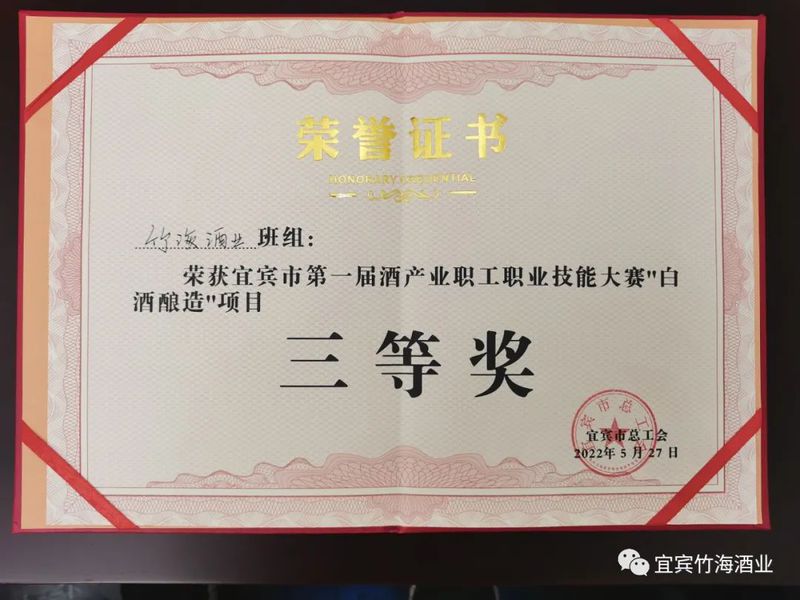 荣誉证书
HONORARY CREDENTIAL
竹海酒业班组:
荣获宜宾市第一届酒产业职工职业技能大赛"白
酒酿造"项目
三等奖
宜宾市总工会
宜宾市总工会
2022年5月27日
宜宾竹海酒业